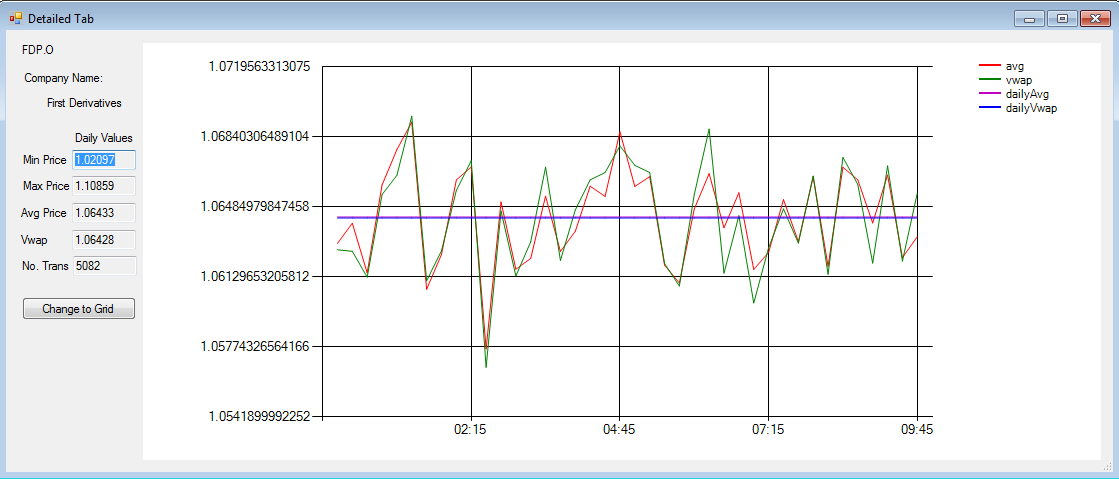 Detailed Tab
FDP.O
Company Name:
First Derivatives
Daily Values
Min Price 1.02097
Max Price 1.10859
Avg Price 1.06433
Vwap 1.06428
No. Trans 5082
Change to Grid
1.0719563313075
1.06840306489104
1.06484979847458
1.06129653205812
1.05774326564166
1.0541899992252
02:15 04:45 07:15 09:45
avg
vwap
dailyAvg
dailyVwap